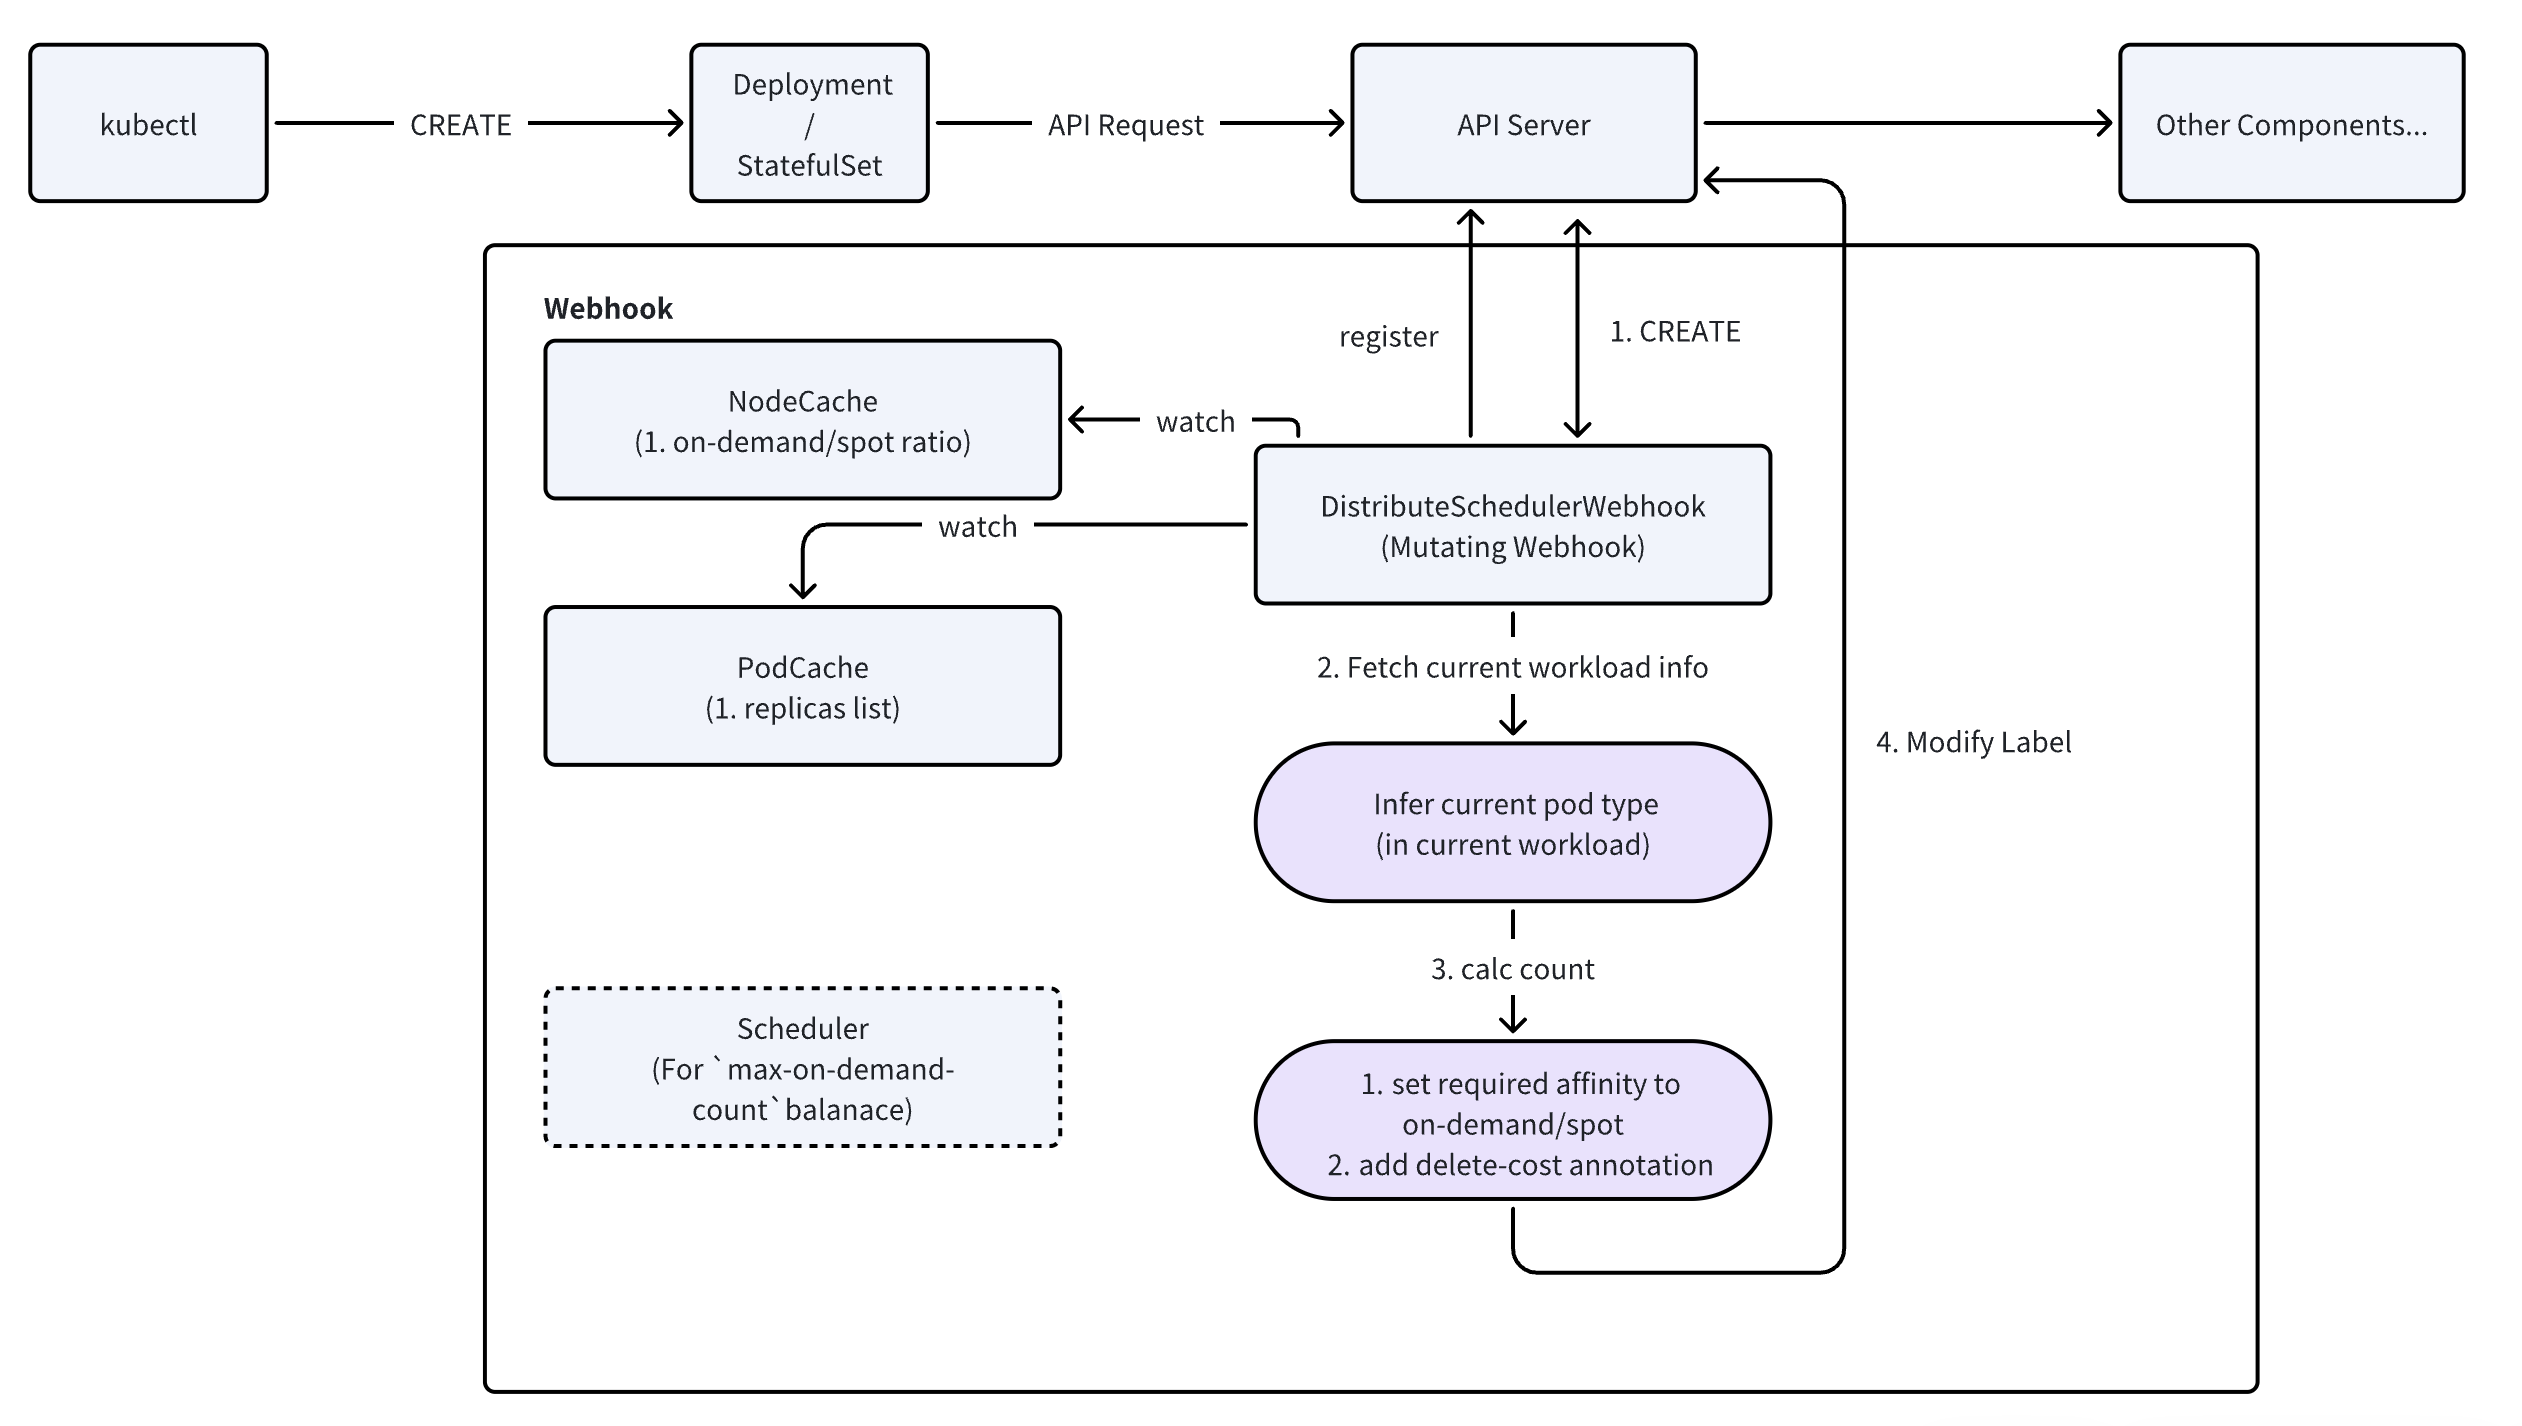 kubectl
CREATE
Deployment
/
StatefulSet
API Request
API Server
Other Components...
Webhook
register
1. CREATE
NodeCache
(1. on-demand/spot ratio)
watch
DistributeSchedulerWebhook
(Mutating Webhook)
watch
PodCache
(1. replicas list)
2. Fetch current workload info
4. Modify Label
Infer current pod type
(in current workload)
3. calc count
Scheduler
(For `max-on-demand-
count`balanace)
1. set required affinity to
on-demand/spot
2. add delete-cost annotation